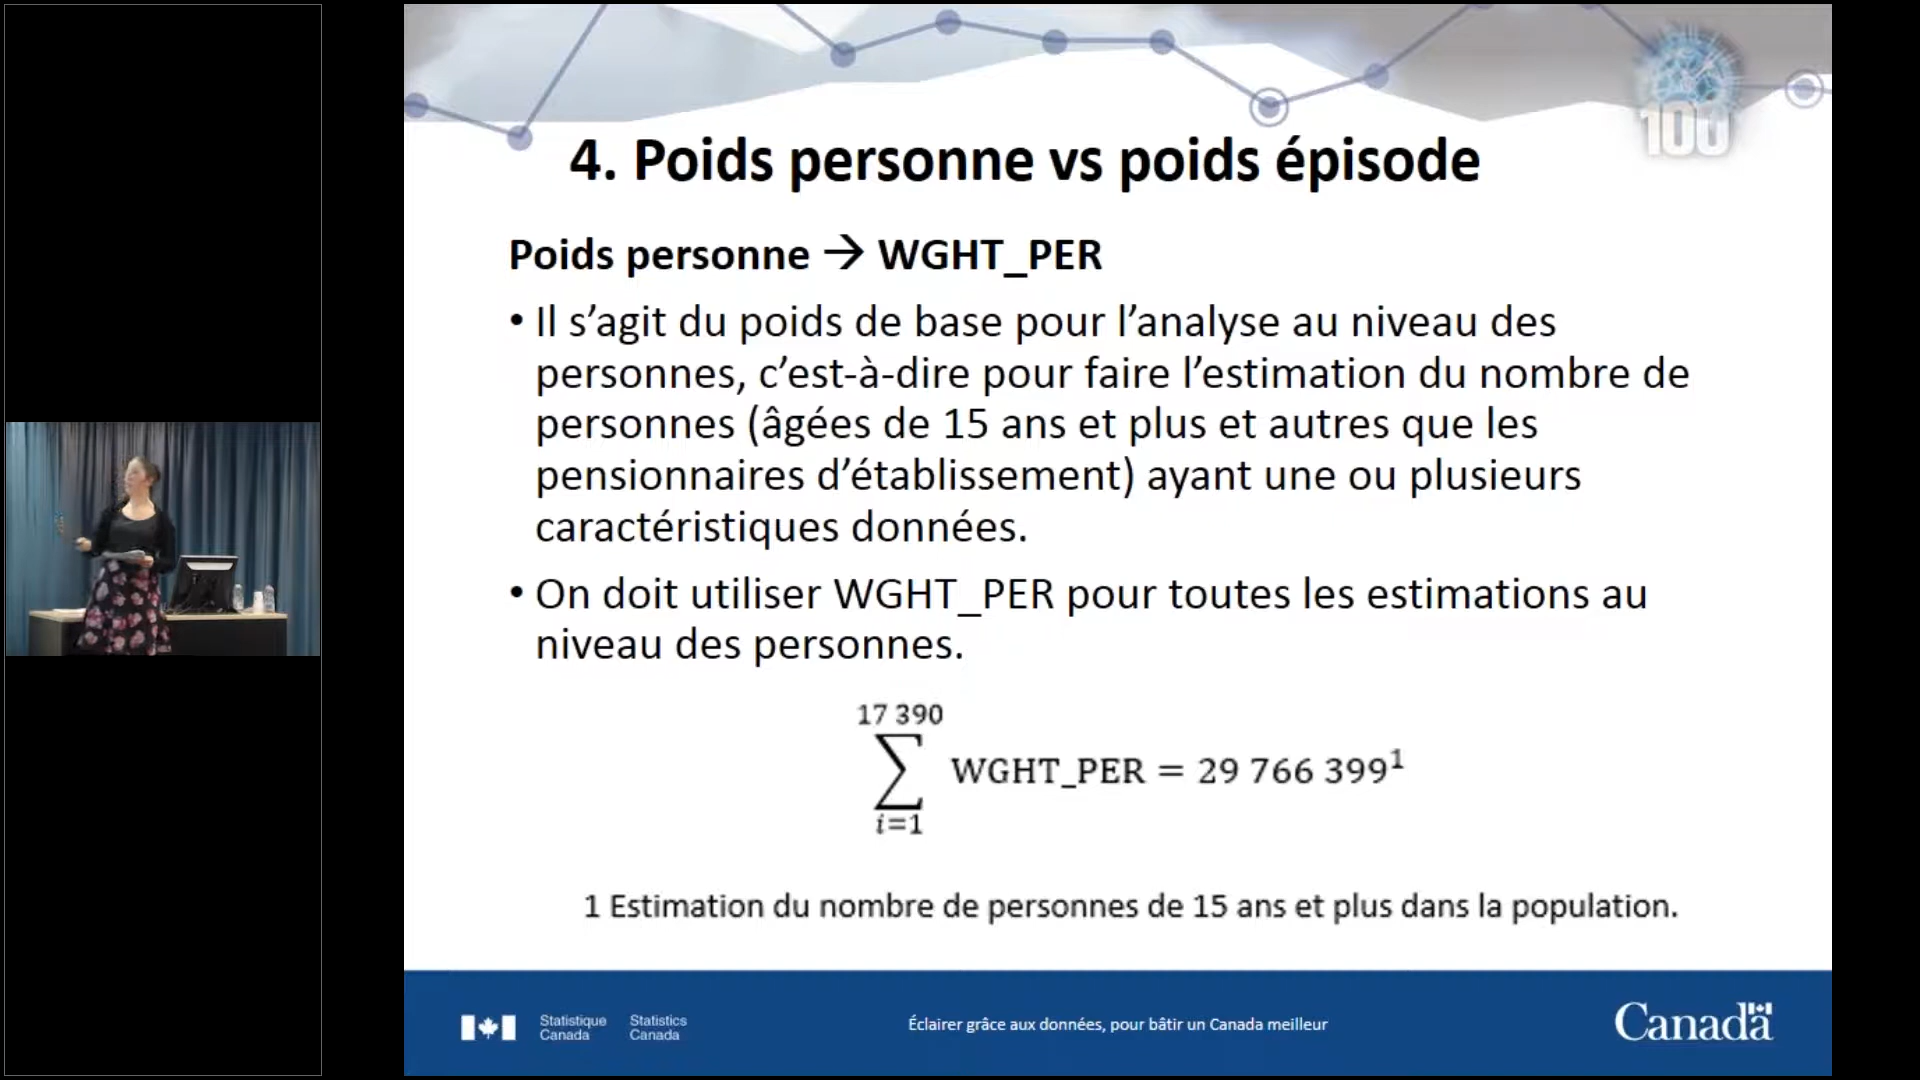 100
4. Poids personne vs poids épisode
Poids personne → WGHT_PER
• Il s’agit du poids de base pour l’analyse au niveau des
personnes, c’est-à-dire pour faire l’estimation du nombre de
personnes (âgées de 15 ans et plus et autres que les
pensionnaires d’établissement) ayant une ou plusieurs
caractéristiques données.
• On doit utiliser WGHT_PER pour toutes les estimations au
niveau des personnes.
17 390
∑ WGHT_PER = 29 766 399¹
i=1
1 Estimation du nombre de personnes de 15 ans et plus dans la population.
Statistique Statistics
Canada Canada
Éclairer grâce aux données, pour bâtir un Canada meilleur
Canada